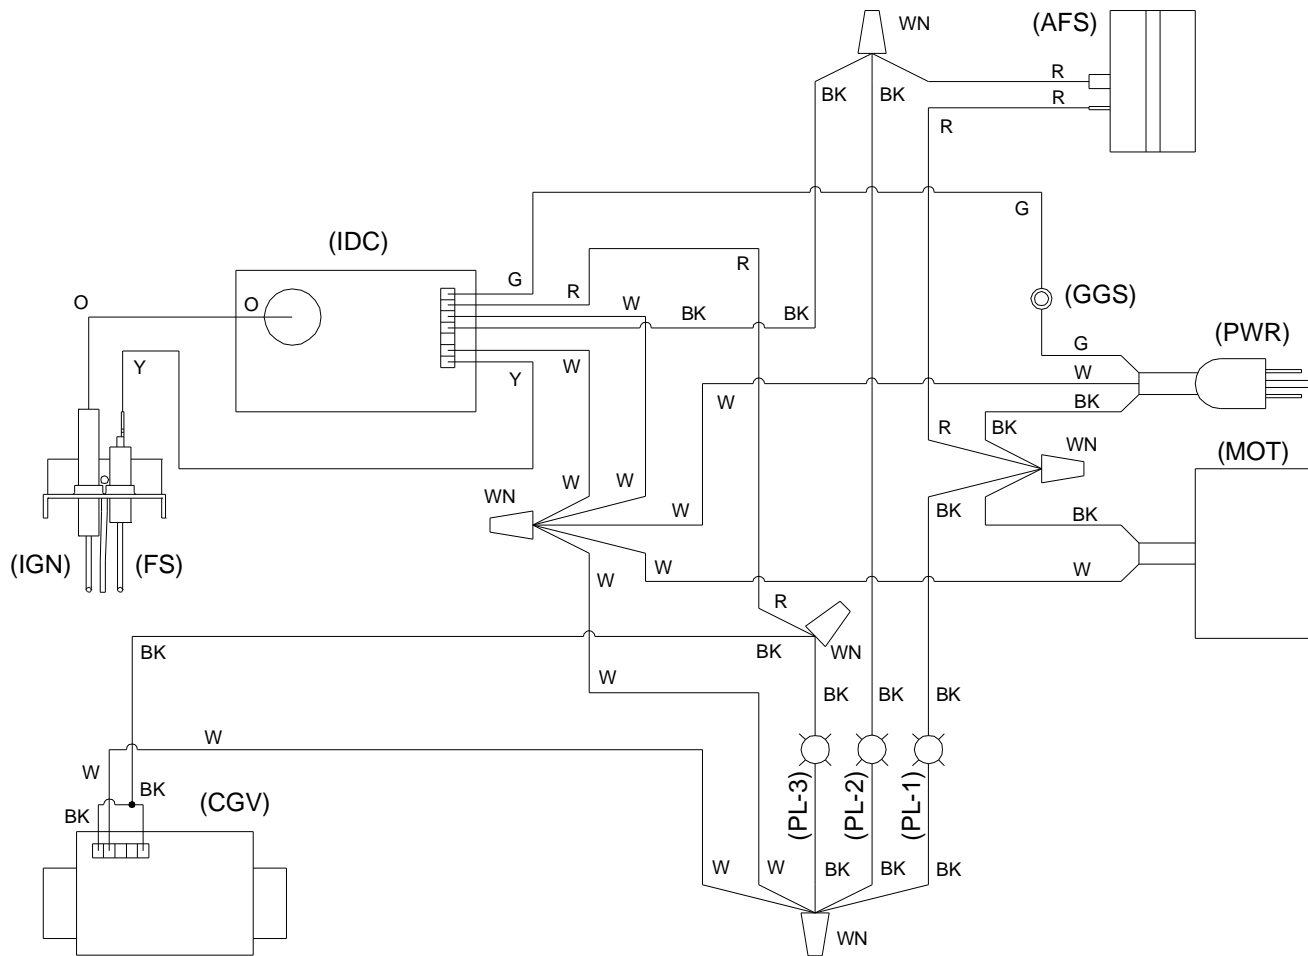 WN
(AFS)
R
BK
BK
R
R
G
(IDC)
R
G
R
(GGS)
O
O
W
BK
BK
(PWR)
G
W
Y
W
Y
W
BK
R
BK
WN
(MOT)
W
W
WN
W
BK
BK
(IGN)
(FS)
W
W
R
BK
BK
WN
W
BK
BK
BK
W
W
BK
BK
(CGV)
(PL-3)
(PL-2)
(PL-1)
W
W
BK
BK
BK
WN